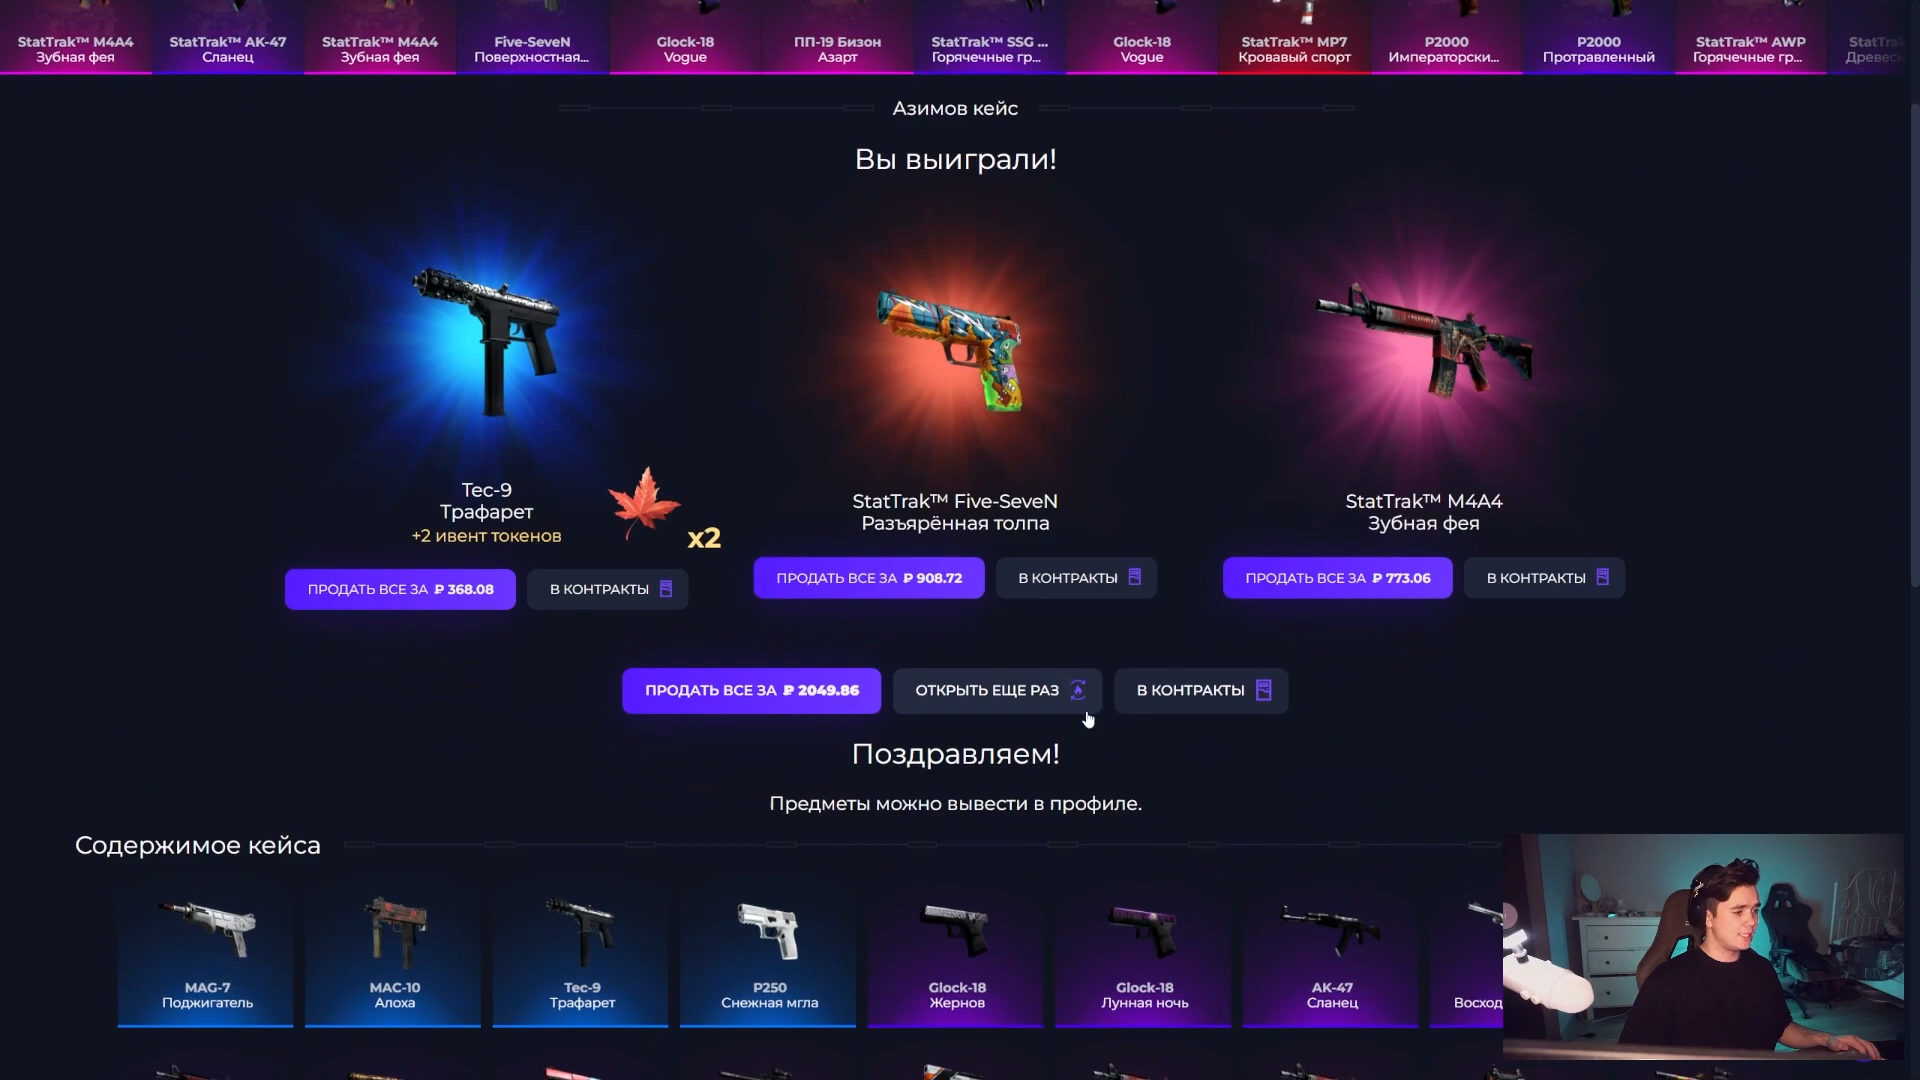 StatTrak™ M4A4
Зубная фея
StatTrak™ AK-47
Сланец
StatTrak™ M4A4
Зубная фея
Five-SeveN
Поверхностная...
Glock-18
Vogue
ПП-19 Бизон
Азарт
StatTrak™ SSG ...
Горячечные гр...
Glock-18
Vogue
StatTrak™ MP7
Кровавый спорт
P2000
Императорски...
P2000
Протравленный
StatTrak™ AWP
Горячечные гр...
Азимов кейс
Вы выиграли!
Tec-9
Трафарет
+2 ивент токенов
x2
ПРОДАТЬ ВСЕ ЗА ₽ 368.08
В КОНТРАКТЫ
StatTrak™ Five-SeveN
Разъярённая толпа
ПРОДАТЬ ВСЕ ЗА ₽ 908.72
В КОНТРАКТЫ
StatTrak™ M4A4
Зубная фея
ПРОДАТЬ ВСЕ ЗА ₽ 773.06
В КОНТРАКТЫ
ПРОДАТЬ ВСЕ ЗА ₽ 2049.86
ОТКРЫТЬ ЕЩЕ РАЗ
В КОНТРАКТЫ
Поздравляем!
Предметы можно вывести в профиле.
Содержимое кейса
MAG-7
Поджигатель
MAC-10
Алоха
Tec-9
Трафарет
P250
Снежная мгла
Glock-18
Жернов
Glock-18
Лунная ночь
AK-47
Сланец